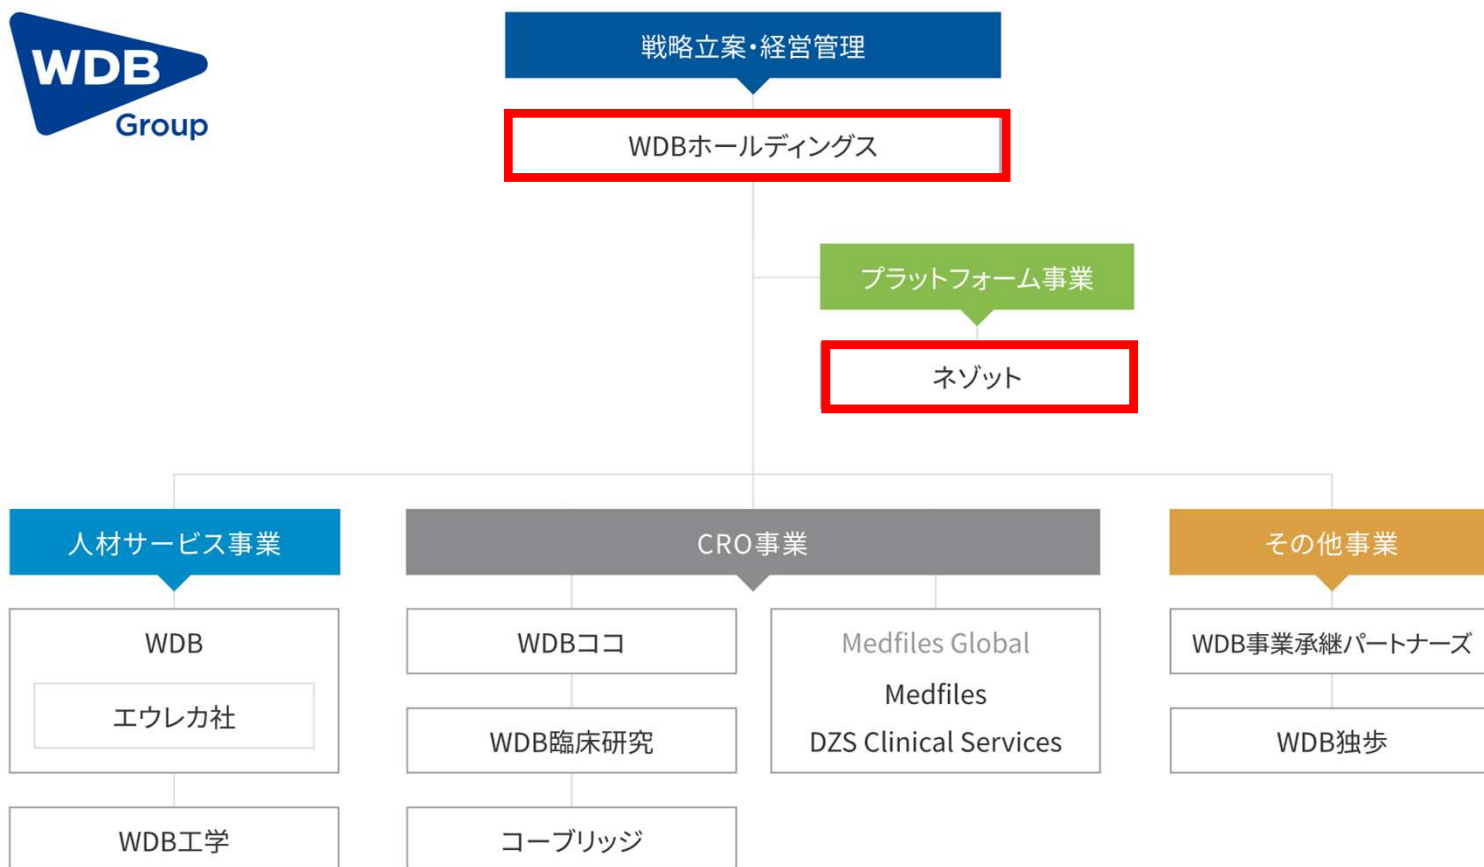 WDB
Group
戦略立案・経営管理
WDBホールディングス
プラットフォーム事業
ネゾット
人材サービス事業
WDB
エウレカ社
WDB工学
CRO事業
WDBココ
WDB臨床研究
コーブリッジ
Medfiles Global
Medfiles
DZS Clinical Services
その他事業
WDB事業承継パートナーズ
WDB独歩